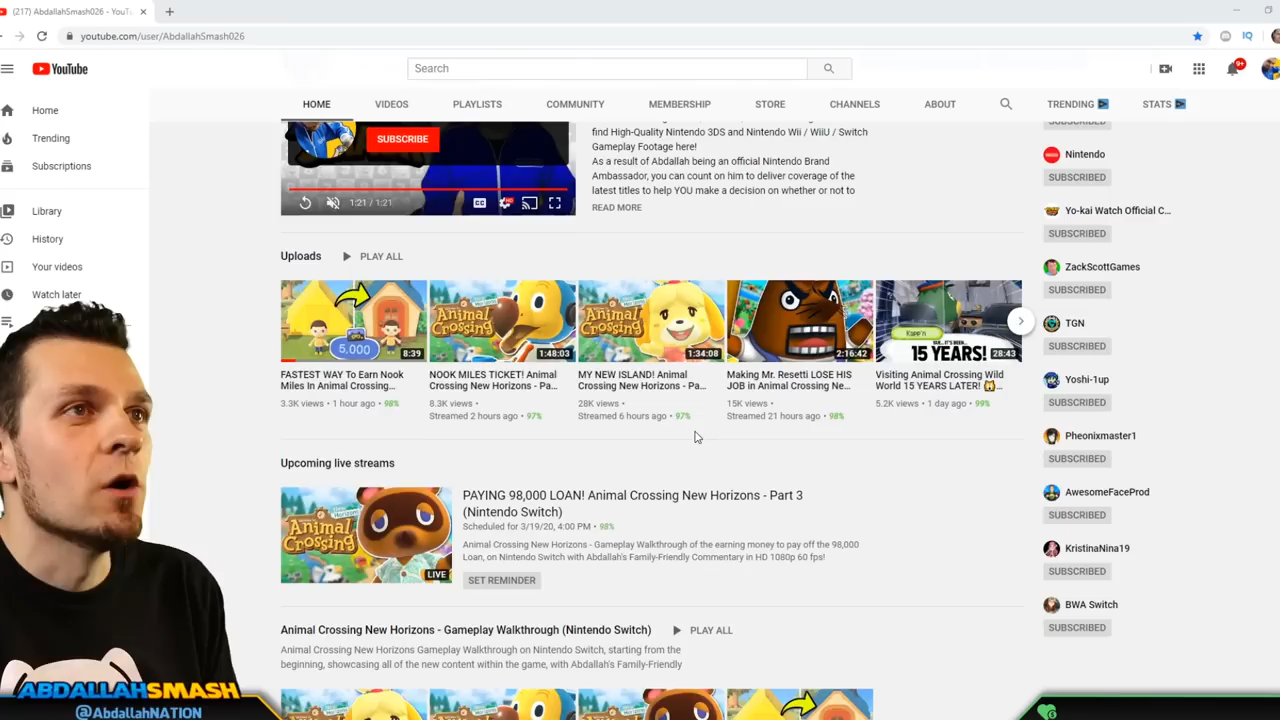 (217) AbdallahSmash026 - YouTu
youtube.com/user/AbdallahSmash026
YouTube
Search
9+
HOME
VIDEOS
PLAYLISTS
COMMUNITY
MEMBERSHIP
STORE
CHANNELS
ABOUT
TRENDING
STATS
Home
Trending
Subscriptions
Library
History
Your videos
Watch later
SUBSCRIBE
1:21 / 1:21
CC
find High-Quality Nintendo 3DS and Nintendo Wii / WiiU / Switch
Gameplay Footage here!
As a result of Abdallah being an official Nintendo Brand
Ambassador, you can count on him to deliver coverage of the
latest titles to help YOU make a decision on whether or not to
READ MORE
Uploads
PLAY ALL
5,000
8:39
FASTEST WAY To Earn Nook
Miles In Animal Crossing...
3.3K views • 1 hour ago • 98%
Animal Crossing
1:48:03
NOOK MILES TICKET! Animal
Crossing New Horizons - Pa...
8.3K views •
Streamed 2 hours ago • 97%
Animal Crossing
1:34:08
MY NEW ISLAND! Animal
Crossing New Horizons - Pa...
28K views •
Streamed 6 hours ago • 97%
2:16:42
Making Mr. Resetti LOSE HIS
JOB in Animal Crossing Ne...
15K views •
Streamed 21 hours ago • 98%
Kapp'n
15 YEARS!
28:43
Visiting Animal Crossing Wild
World 15 YEARS LATER!
5.2K views • 1 day ago • 99%
Upcoming live streams
Animal Crossing
Horizons
LIVE
PAYING 98,000 LOAN! Animal Crossing New Horizons - Part 3
(Nintendo Switch)
Scheduled for 3/19/20, 4:00 PM • 98%
Animal Crossing New Horizons - Gameplay Walkthrough of the earning money to pay off the 98,000
Loan, on Nintendo Switch with Abdallah's Family-Friendly Commentary in HD 1080p 60 fps!
SET REMINDER
Animal Crossing New Horizons - Gameplay Walkthrough (Nintendo Switch)
PLAY ALL
Animal Crossing New Horizons Gameplay Walkthrough on Nintendo Switch, starting from the
beginning, showcasing all of the new content within the game, with Abdallah's Family-Friendly
SUBSCRIBED
Nintendo
SUBSCRIBED
Yo-kai Watch Official C...
SUBSCRIBED
ZackScottGames
SUBSCRIBED
TGN
SUBSCRIBED
Yoshi-1up
SUBSCRIBED
Pheonixmaster1
SUBSCRIBED
AwesomeFaceProd
SUBSCRIBED
KristinaNina19
SUBSCRIBED
BWA Switch
SUBSCRIBED
ABDALLAHSMASH
@AbdallahNATION